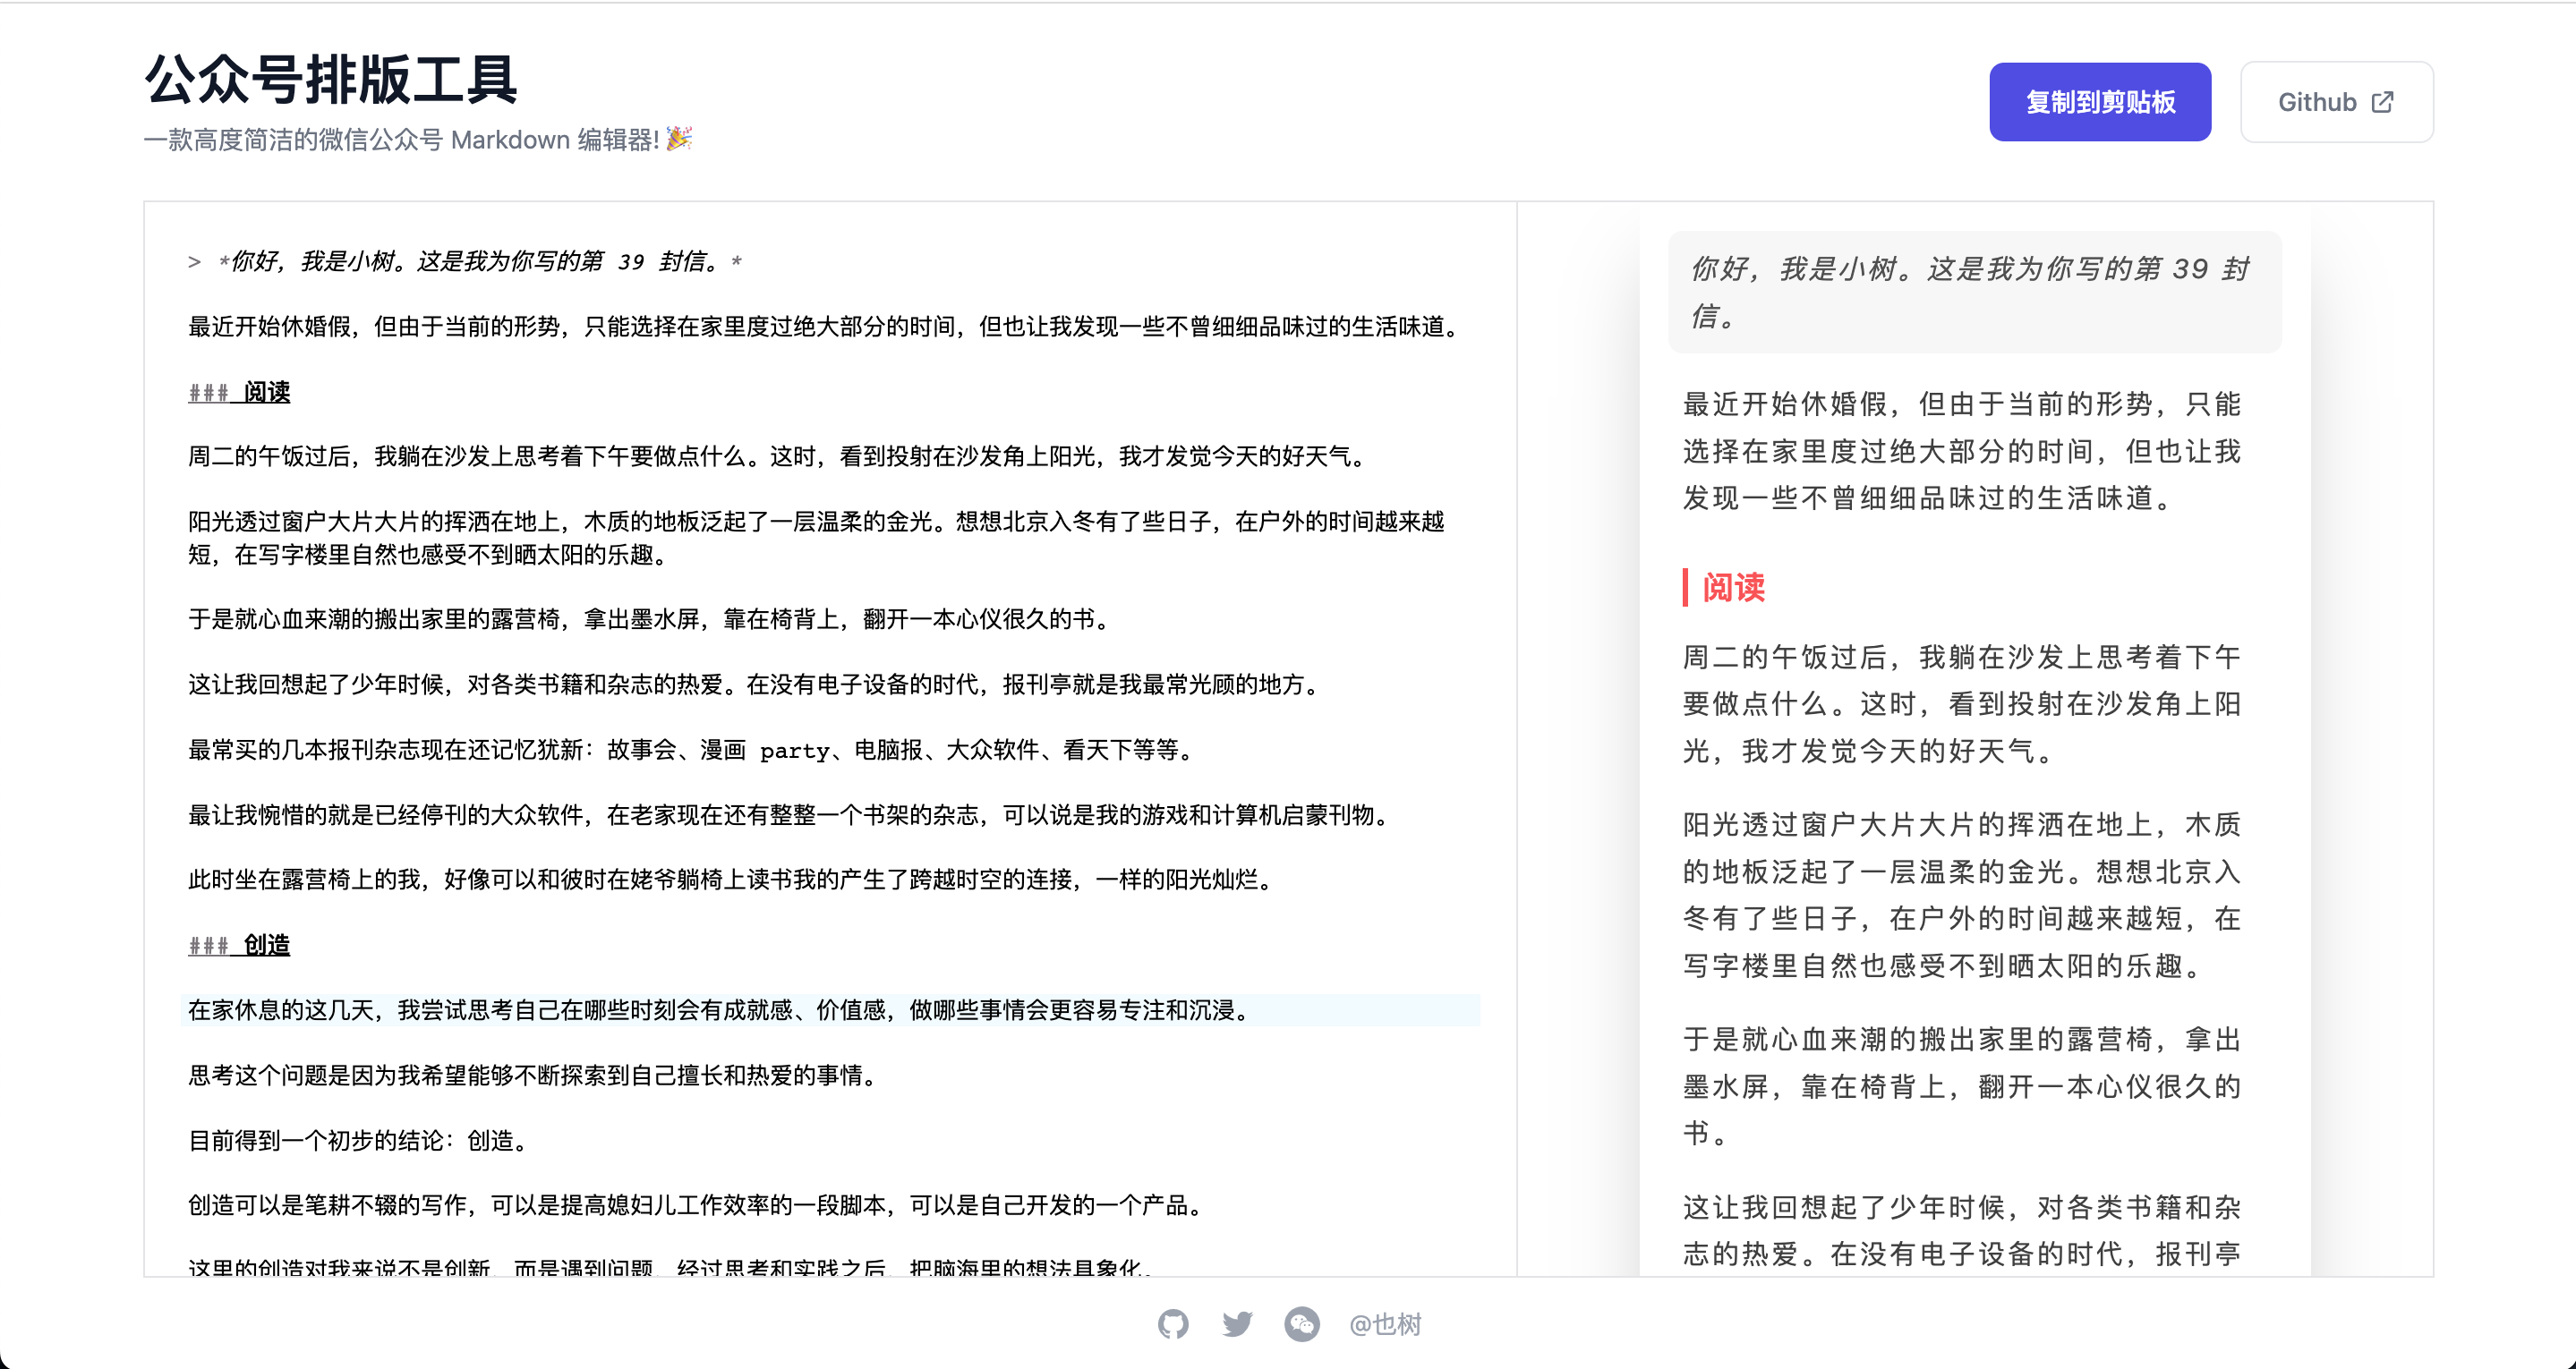 公众号排版工具
一款高度简洁的微信公众号 Markdown 编辑器! 🎉
复制到剪贴板
Github
> *你好，我是小树。这是我为你写的第 39 封信。*
最近开始休婚假，但由于当前的形势，只能选择在家里度过绝大部分的时间，但也让我发现一些不曾细细品味过的生活味道。
### 阅读
周二的午饭过后，我躺在沙发上思考着下午要做点什么。这时，看到投射在沙发角上阳光，我才发觉今天的好天气。
阳光透过窗户大片大片的挥洒在地上，木质的地板泛起了一层温柔的金光。想想北京入冬有了些日子，在户外的时间越来越
短，在写字楼里自然也感受不到晒太阳的乐趣。
于是就心血来潮的搬出家里的露营椅，拿出墨水屏，靠在椅背上，翻开一本心仪很久的书。
这让我回想起了少年时候，对各类书籍和杂志的热爱。在没有电子设备的时代，报刊亭就是我最常光顾的地方。
最常买的几本报刊杂志现在还记忆犹新：故事会、漫画 party、电脑报、大众软件、看天下等等。
最让我惋惜的就是已经停刊的大众软件，在老家现在还有整整一个书架的杂志，可以说是我的游戏和计算机启蒙刊物。
此时坐在露营椅上的我，好像可以和彼时在姥爷躺椅上读书我的产生了跨越时空的连接，一样的阳光灿烂。
### 创造
在家休息的这几天，我尝试思考自己在哪些时刻会有成就感、价值感，做哪些事情会更容易专注和沉浸。
思考这个问题是因为我希望能够不断探索到自己擅长和热爱的事情。
目前得到一个初步的结论：创造。
创造可以是笔耕不辍的写作，可以是提高媳妇儿工作效率的一段脚本，可以是自己开发的一个产品。
这里的创造对我来说不是创新，而是遇到问题，经过思考和实践之后，把脑海里的想法具象化。
你好，我是小树。这是我为你写的第 39 封
信。
最近开始休婚假，但由于当前的形势，只能
选择在家里度过绝大部分的时间，但也让我
发现一些不曾细细品味过的生活味道。
阅读
周二的午饭过后，我躺在沙发上思考着下午
要做点什么。这时，看到投射在沙发角上阳
光，我才发觉今天的好天气。
阳光透过窗户大片大片的挥洒在地上，木质
的地板泛起了一层温柔的金光。想想北京入
冬有了些日子，在户外的时间越来越短，在
写字楼里自然也感受不到晒太阳的乐趣。
于是就心血来潮的搬出家里的露营椅，拿出
墨水屏，靠在椅背上，翻开一本心仪很久的
书。
这让我回想起了少年时候，对各类书籍和杂
志的热爱。在没有电子设备的时代，报刊亭
@也树